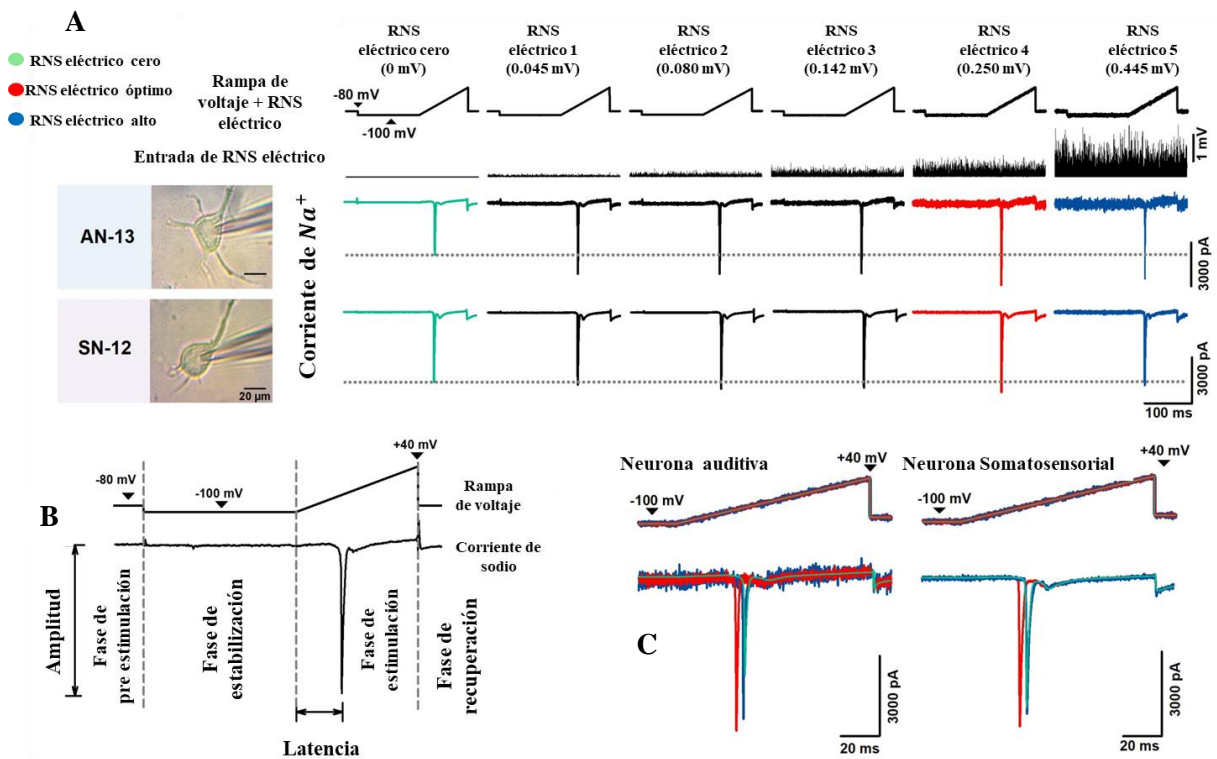 A
RNS eléctrico cero
RNS eléctrico óptimo
RNS eléctrico alto
Rampa de
voltaje + RNS
eléctrico
Entrada de RNS eléctrico
RNS
eléctrico cero
(0 mV)
RNS
eléctrico 1
(0.045 mV)
RNS
eléctrico 2
(0.080 mV)
RNS
eléctrico 3
(0.142 mV)
RNS
eléctrico 4
(0.250 mV)
RNS
eléctrico 5
(0.445 mV)
-80 mV
-100 mV
1 mV
AN-13
SN-12
20 µm
Corriente de Na+
3000 pA
3000 pA
100 ms
B
-80 mV
-100 mV
+40 mV
Rampa
de voltaje
Corriente de
sodio
Amplitud
Fase de
pre estimulación
Fase de
estabilización
Fase de
estimulación
Fase de
recuperación
Latencia
C
Neurona auditiva
-100 mV
+40 mV
3000 pA
20 ms
Neurona Somatosensorial
-100 mV
+40 mV
3000 pA
20 ms